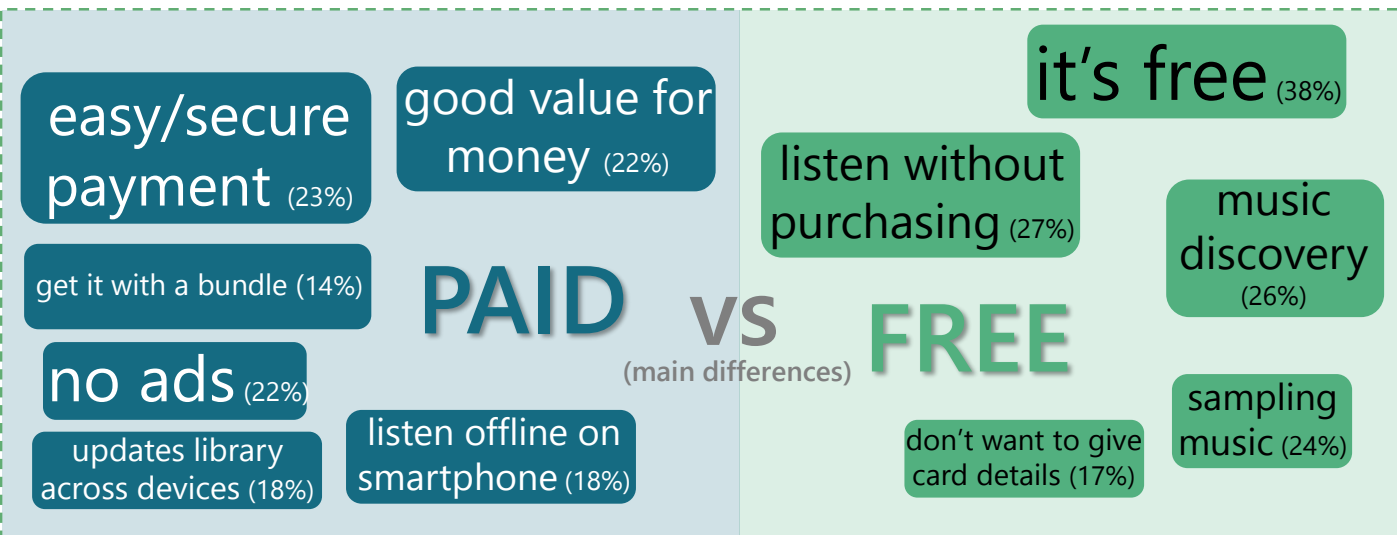 easy/secure
payment (23%)
good value for
money (22%)
get it with a bundle (14%)
no ads (22%)
updates library
across devices (18%)
listen offline on
smartphone (18%)
PAID
VS
(main differences)
FREE
it’s free (38%)
listen without
purchasing (27%)
music
discovery
(26%)
sampling
music (24%)
don’t want to give
card details (17%)